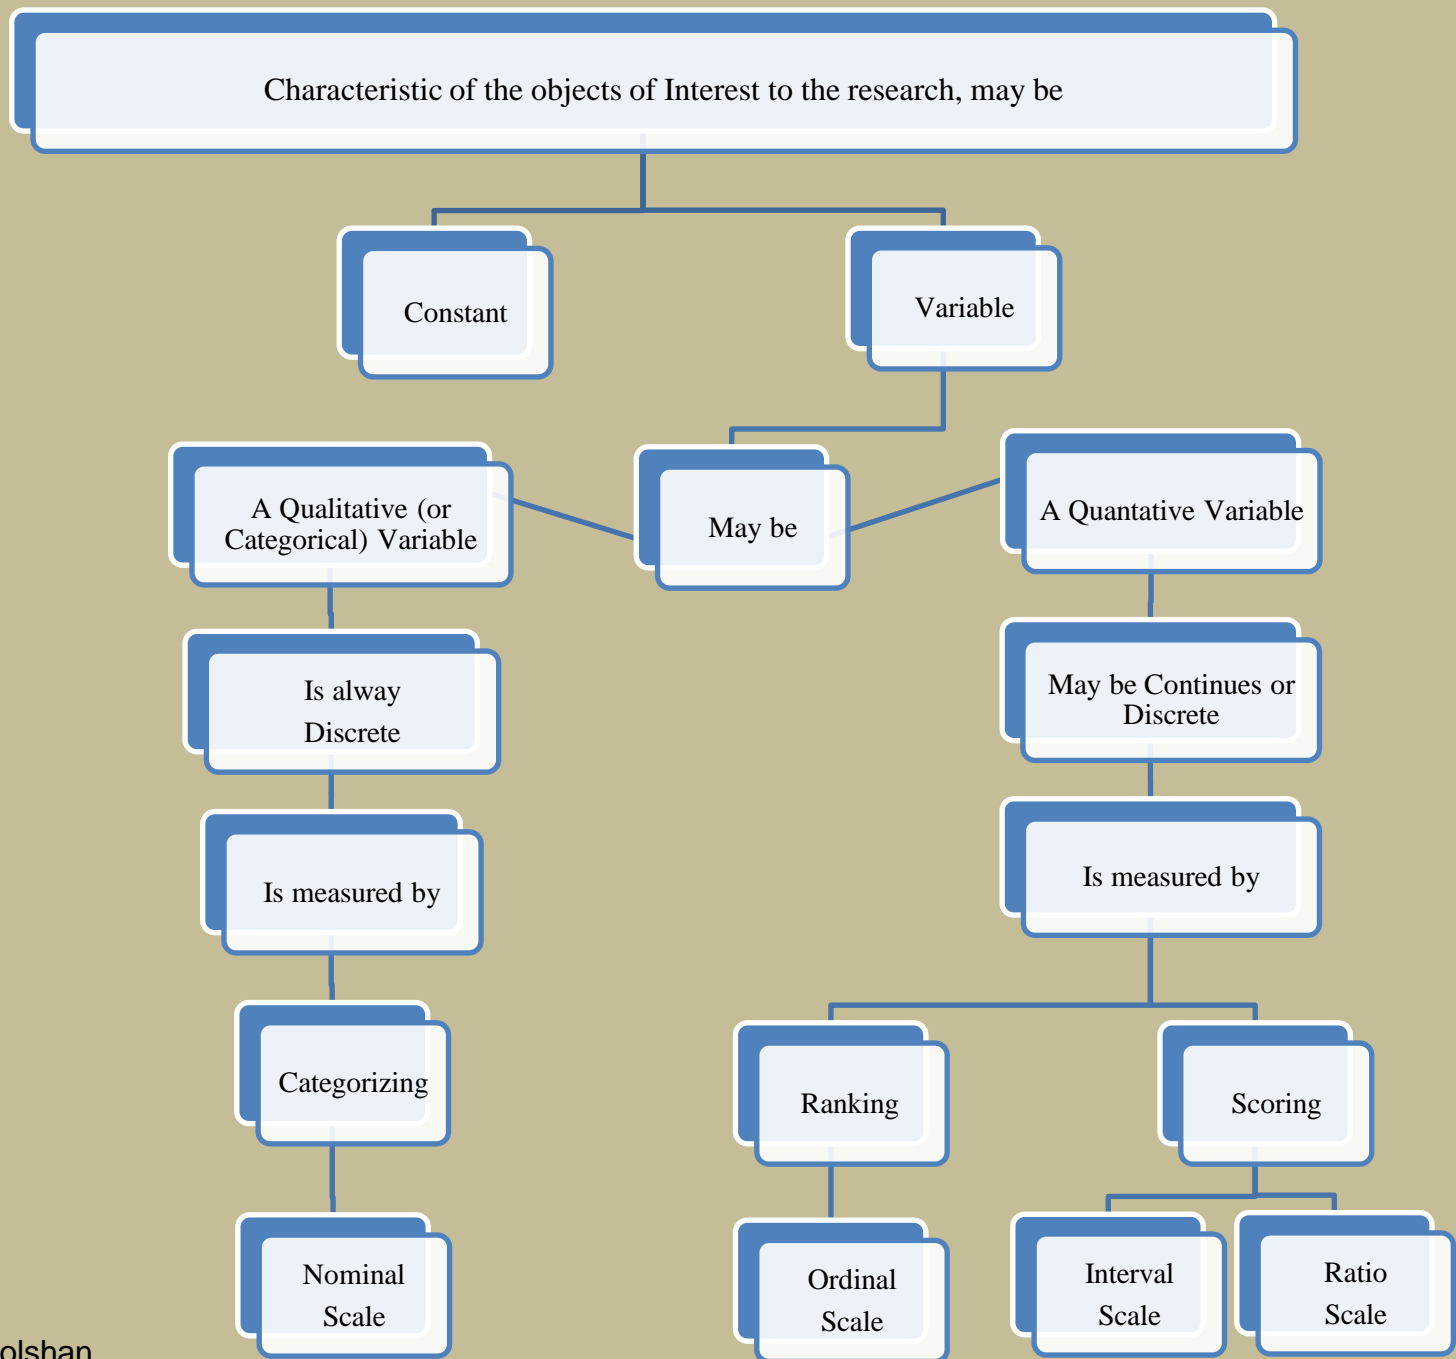 Characteristic of the objects of Interest to the research, may be
Constant
Variable
A Qualitative (or
Categorical) Variable
May be
A Quantative Variable
Is alway
Discrete
May be Continues or
Discrete
Is measured by
Is measured by
Categorizing
Ranking
Scoring
Nominal
Scale
Ordinal
Scale
Interval
Scale
Ratio
Scale
olshan